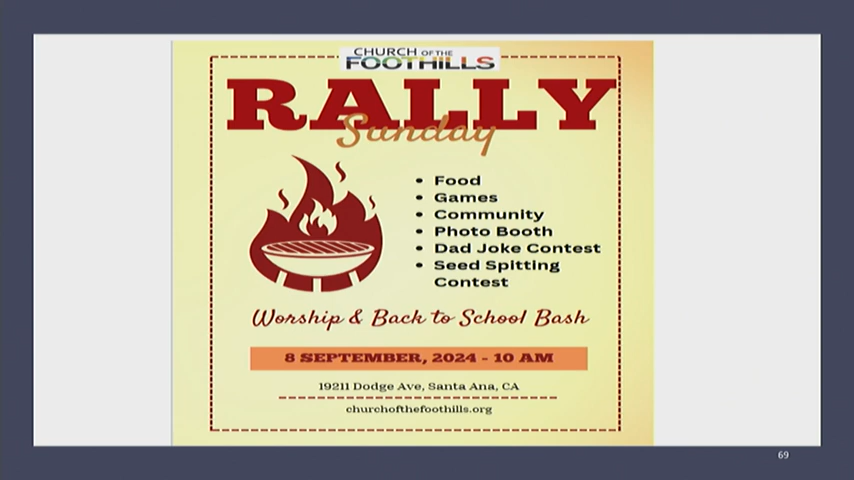 CHURCH OF THE
FOOTHILLS
RALLY
Sunday
• Food
• Games
• Community
• Photo Booth
• Dad Joke Contest
• Seed Spitting
Contest
Worship & Back to School Bash
8 SEPTEMBER, 2024 - 10 AM
19211 Dodge Ave, Santa Ana, CA
churchofthefoothills.org
69